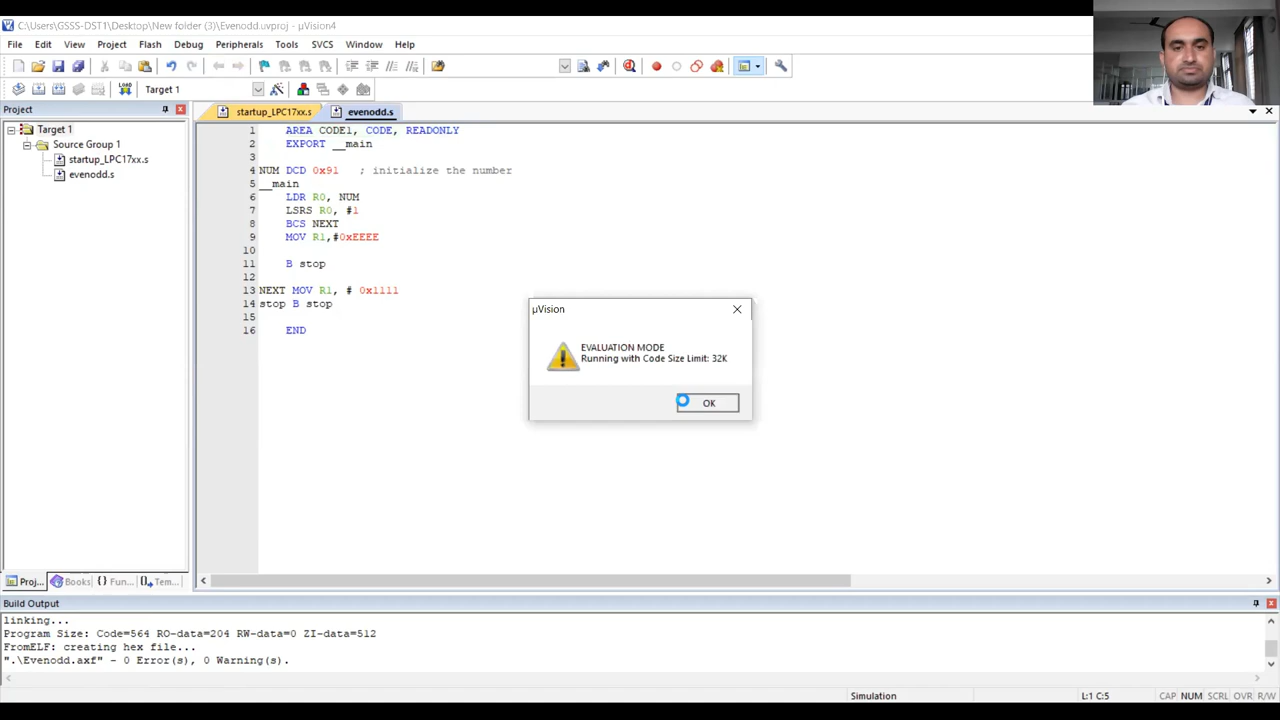 C:\Users\GSSS-DST1\Desktop\New folder (3)\Evenodd.uvproj - µVision4
File Edit View Project Flash Debug Peripherals Tools SVCS Window Help
Target 1
Project
startup_LPC17xx.s evenodd.s
Target 1
Source Group 1
startup_LPC17xx.s
evenodd.s
1 AREA CODE1, CODE, READONLY
2 EXPORT __main
3
4 NUM DCD 0x91 ; initialize the number
5 __main
6 LDR R0, NUM
7 LSRS R0, #1
8 BCS NEXT
9 MOV R1,#0xEEEE
10
11 B stop
12
13 NEXT MOV R1, # 0x1111
14 stop B stop
15
16 END
µVision
EVALUATION MODE
Running with Code Size Limit: 32K
OK
Proj... Books {} Fun... Tem...
Build Output
linking...
Program Size: Code=564 RO-data=204 RW-data=0 ZI-data=512
FromELF: creating hex file...
".\Evenodd.axf" - 0 Error(s), 0 Warning(s).
Simulation L:1 C:5 CAP NUM SCRL OVR R/W